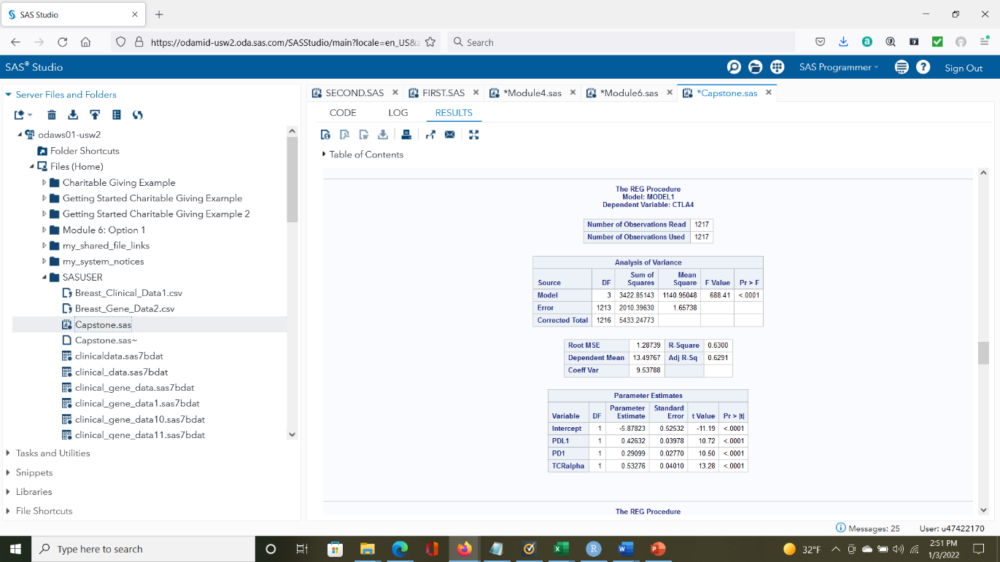 SAS Studio
https://odamid-usw2.oda.sas.com/SASStudio/main?locale=en_US&
Search
SAS® Studio
SAS Programmer
Sign Out
Server Files and Folders
odaws01-usw2
Folder Shortcuts
Files (Home)
Charitable Giving Example
Getting Started Charitable Giving Example
Getting Started Charitable Giving Example 2
Module 6: Option 1
my_shared_file_links
my_system_notices
SASUSER
Breast_Clinical_Data1.csv
Breast_Gene_Data2.csv
Capstone.sas
Capstone.sas~
clinicaldata.sas7bdat
clinical_data.sas7bdat
clinical_gene_data.sas7bdat
clinical_gene_data1.sas7bdat
clinical_gene_data10.sas7bdat
clinical_gene_data11.sas7bdat
Tasks and Utilities
Snippets
Libraries
File Shortcuts
SECOND.SAS
FIRST.SAS
*Module4.sas
*Module6.sas
*Capstone.sas
CODE LOG RESULTS
Table of Contents
The REG Procedure
Model: MODEL1
Dependent Variable: CTLA4
Number of Observations Read 1217
Number of Observations Used 1217
Analysis of Variance
Source DF Sum of Squares Mean Square F Value Pr > F
Model 3 3422.85143 1140.95048 688.41 <.0001
Error 1213 2010.39630 1.65738
Corrected Total 1216 5433.24773
Root MSE 1.28739 R-Square 0.6300
Dependent Mean 13.49767 Adj R-Sq 0.6291
Coeff Var 9.53788
Parameter Estimates
Variable DF Parameter Estimate Standard Error t Value Pr > |t|
Intercept 1 -5.87823 0.52532 -11.19 <.0001
PDL1 1 0.42632 0.03978 10.72 <.0001
PD1 1 0.29099 0.02770 10.50 <.0001
TCRalpha 1 0.53276 0.04010 13.28 <.0001
The REG Procedure
Messages: 25
User: u47422170
Type here to search
32°F
2:51 PM
1/3/2022